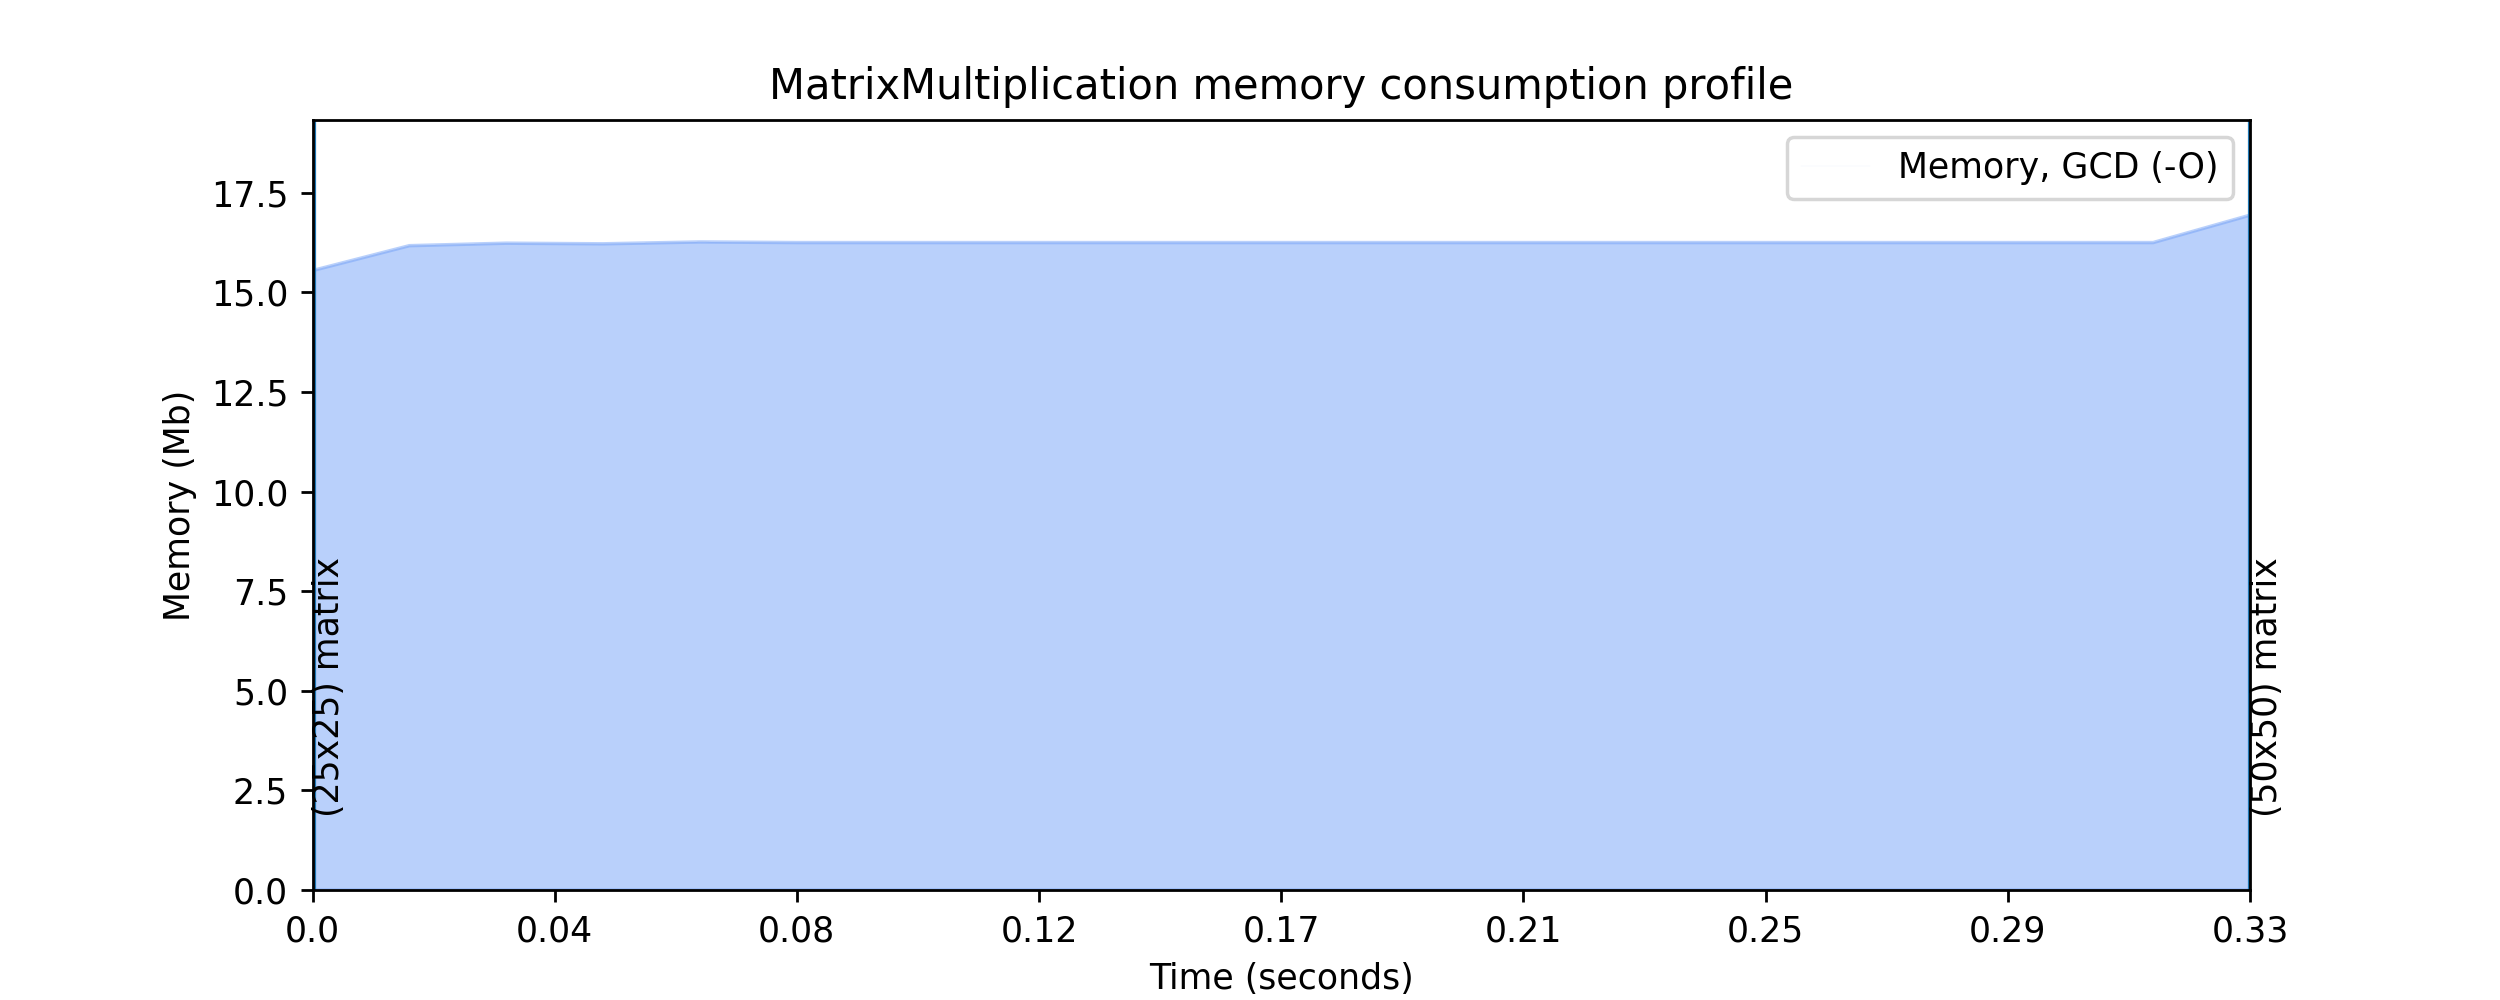 MatrixMultiplication memory consumption profile
Memory, GCD (-O)
Memory (Mb)
17.5
15.0
12.5
10.0
7.5
5.0
2.5
0.0
(25x25) matrix
(50x50) matrix
0.0 0.04 0.08 0.12 0.17 0.21 0.25 0.29 0.33
Time (seconds)